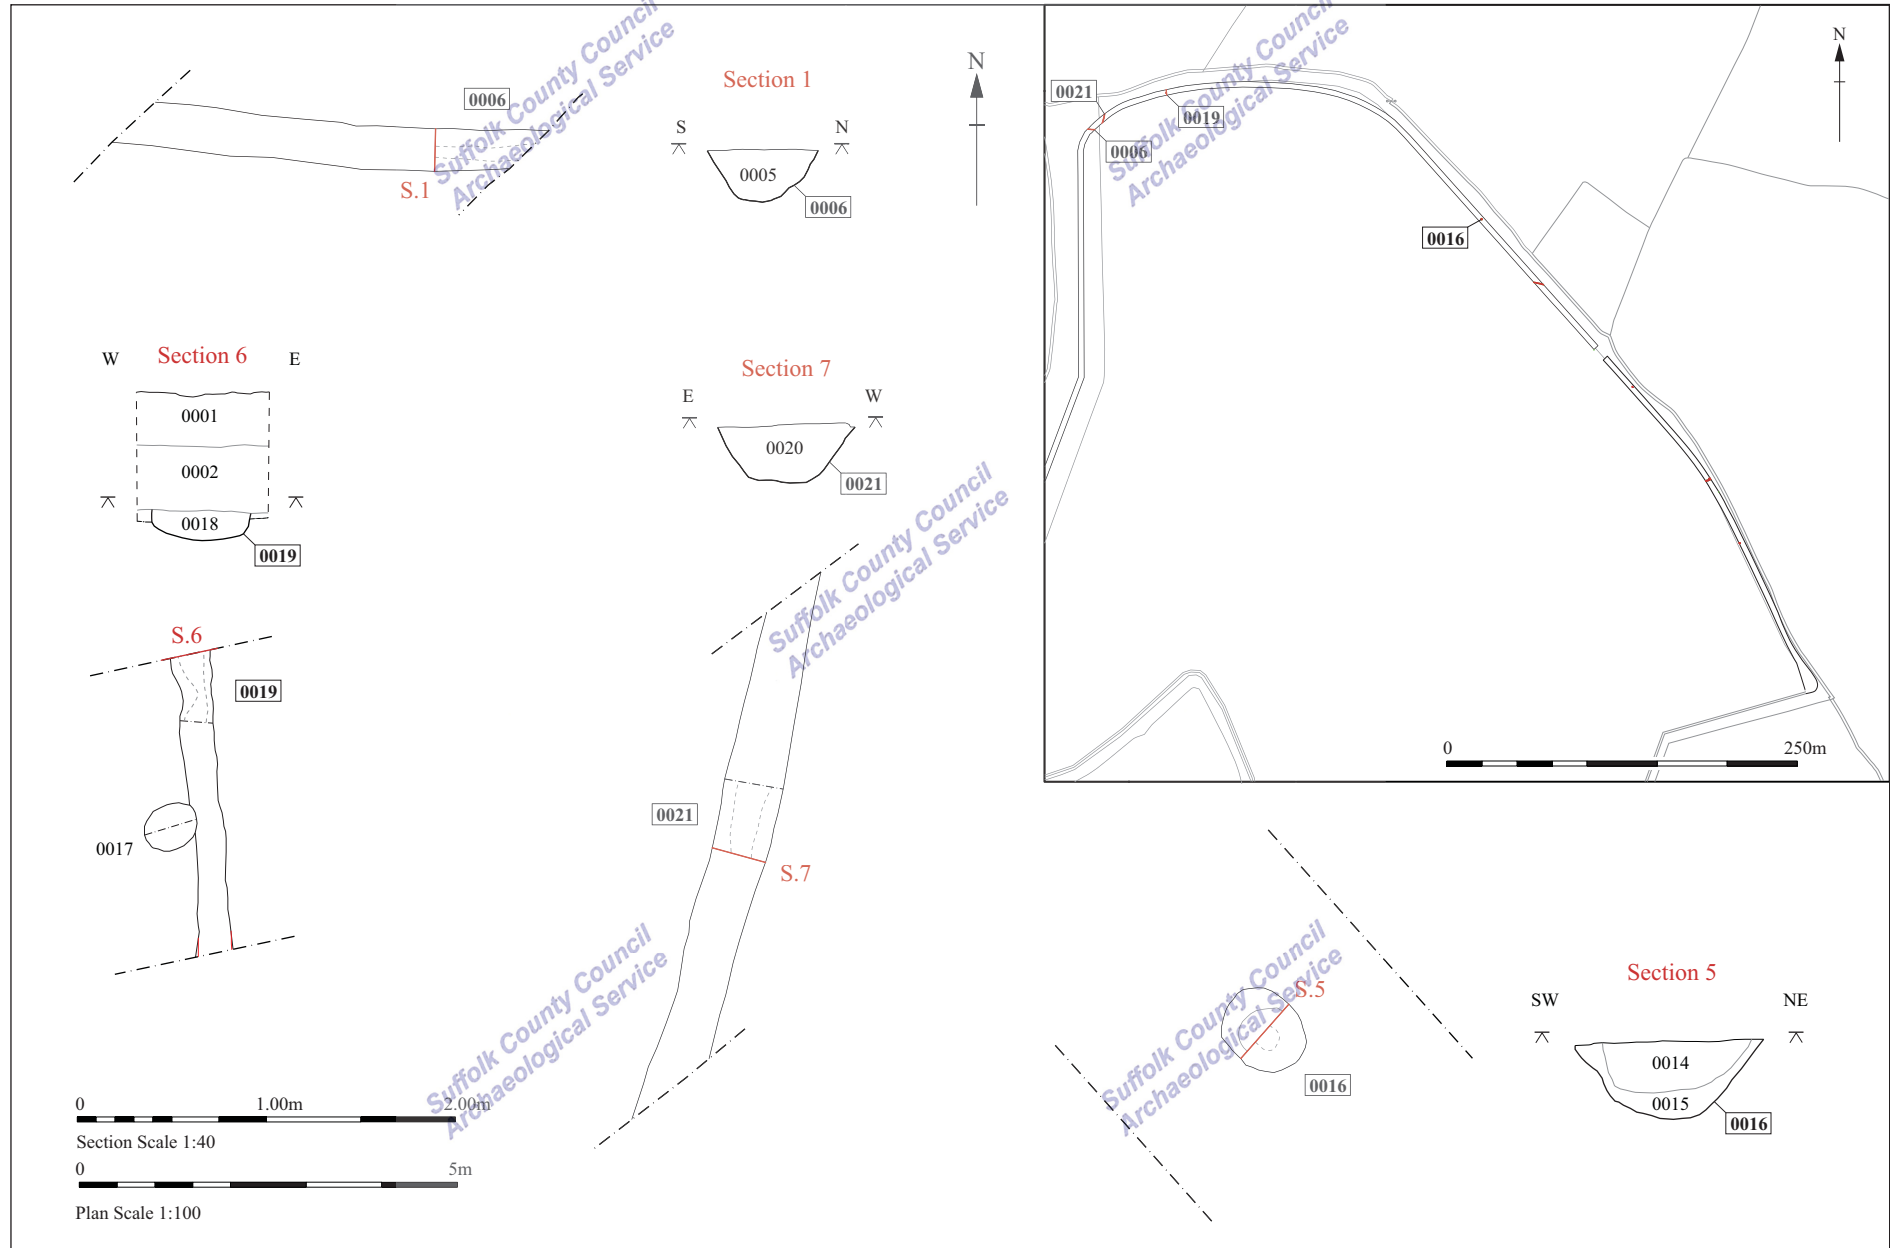 Section 1
0006
S.1
S
N
0005
0006
N
Suffolk County Council
Archaeological Service
W
Section 6
E
0001
0002
0018
0019
Section 7
E
W
0020
0021
Suffolk County Council
Archaeological Service
S.6
0019
0017
0021
S.7
Suffolk County Council
Archaeological Service
0
1.00m
2.00m
Section Scale 1:40
0
5m
Plan Scale 1:100
Suffolk County Council
Archaeological Service
N
0021
0019
0006
0016
0
250m
Suffolk County Council
Archaeological Service
S.5
0016
Section 5
SW
NE
0014
0015
0016